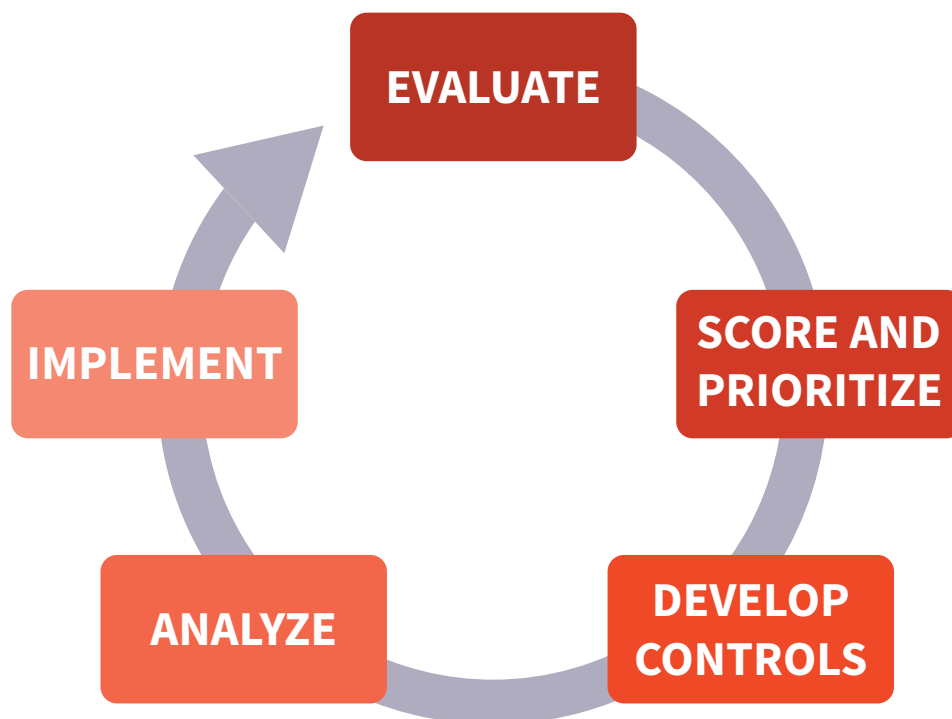 EVALUATE
SCORE AND
PRIORITIZE
DEVELOP
CONTROLS
ANALYZE
IMPLEMENT